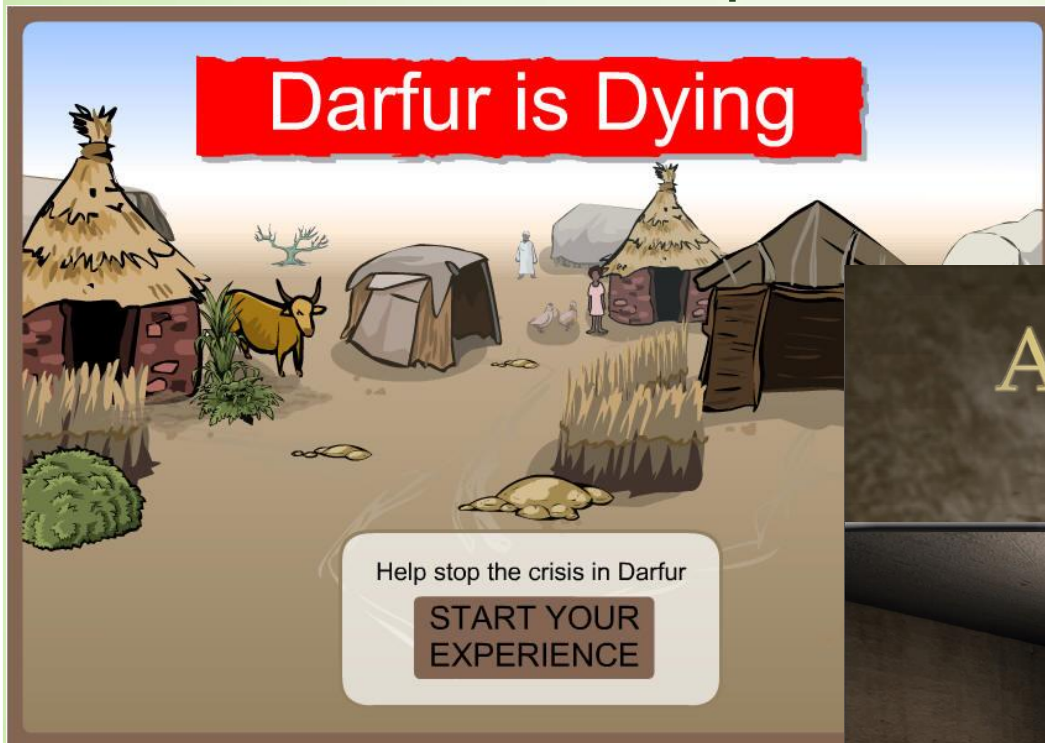 Darfur is Dying
A
Help stop the crisis in Darfur
START YOUR
EXPERIENCE